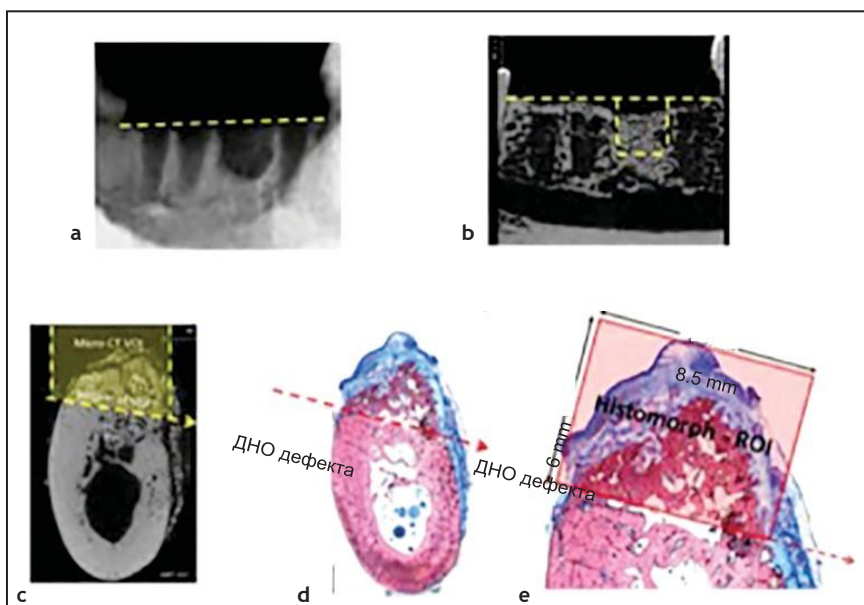 a
b
Micro CT VOI
c
ДНО дефекта
d
8.5 mm
Histomorph - ROI
6 mm
ДНО дефекта
e